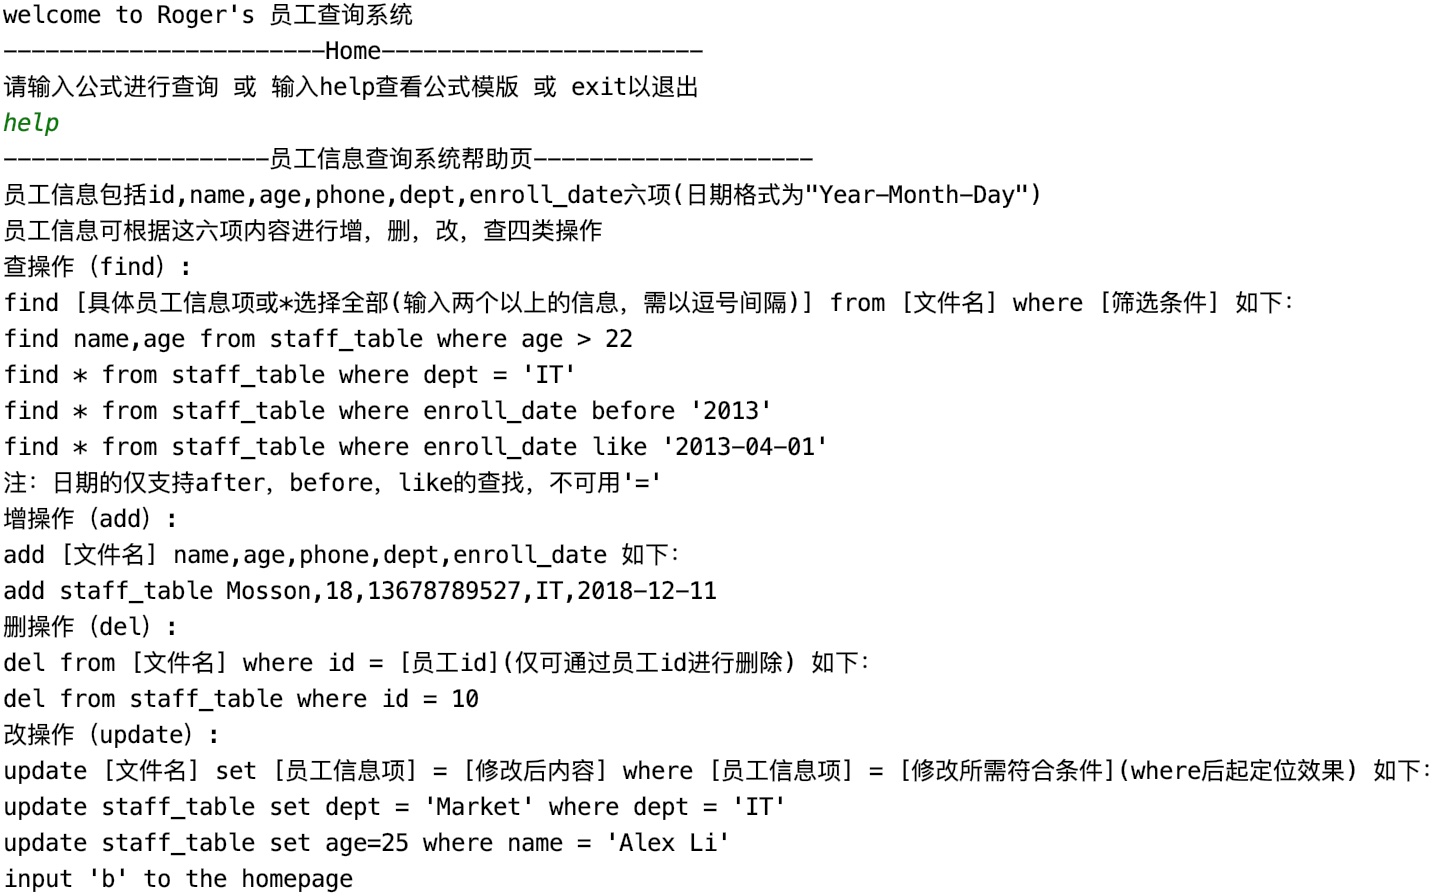 welcome to Roger's 员工查询系统
-----------------------Home-----------------------
请输入公式进行查询 或 输入help查看公式模版 或 exit以退出
help
-------------------员工信息查询系统帮助页--------------------
员工信息包括id,name,age,phone,dept,enroll_date六项(日期格式为"Year-Month-Day")
员工信息可根据这六项内容进行增，删，改，查四类操作
查操作（find）:
find [具体员工信息项或*选择全部(输入两个以上的信息，需以逗号间隔)] from [文件名] where [筛选条件] 如下：
find name,age from staff_table where age > 22
find * from staff_table where dept = 'IT'
find * from staff_table where enroll_date before '2013'
find * from staff_table where enroll_date like '2013-04-01'
注：日期的仅支持after，before，like的查找，不可用'='
增操作（add）:
add [文件名] name,age,phone,dept,enroll_date 如下：
add staff_table Mosson,18,13678789527,IT,2018-12-11
删操作（del）:
del from [文件名] where id = [员工id](仅可通过员工id进行删除) 如下：
del from staff_table where id = 10
改操作（update）:
update [文件名] set [员工信息项] = [修改后内容] where [员工信息项] = [修改所需符合条件](where后起定位效果) 如下：
update staff_table set dept = 'Market' where dept = 'IT'
update staff_table set age=25 where name = 'Alex Li'
input 'b' to the homepage